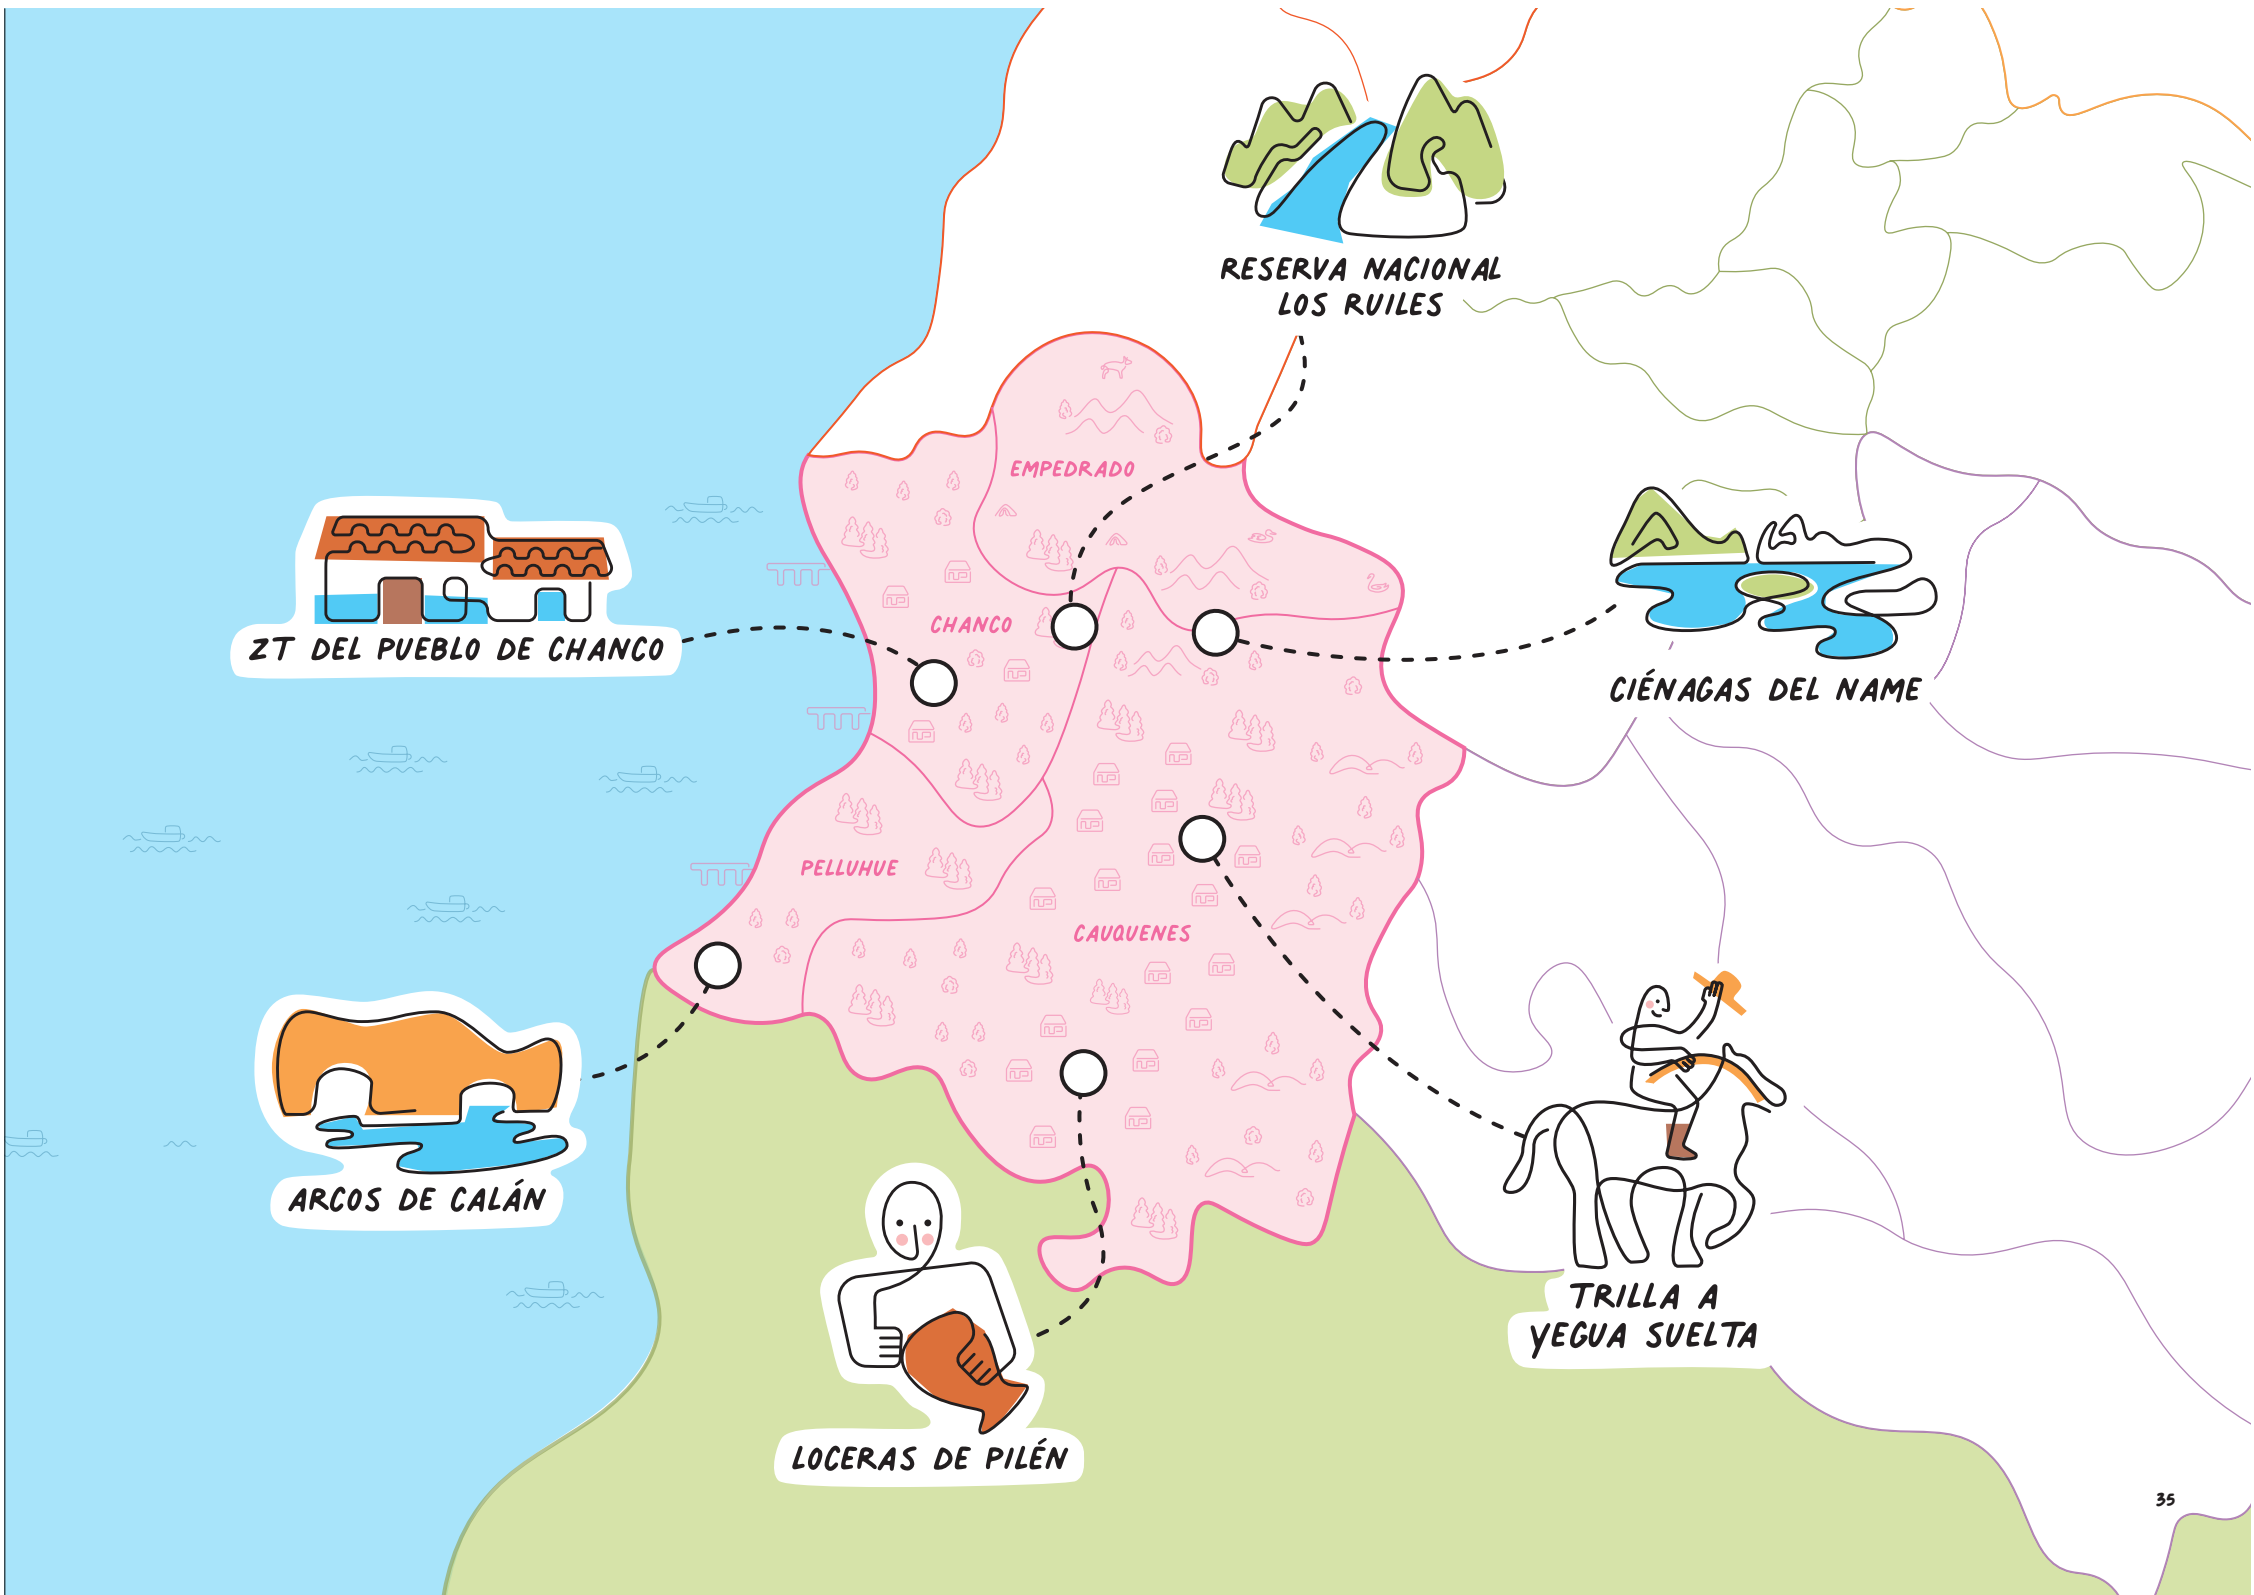 RESERVA NACIONAL
LOS RUILES
EMPEDRADO
CHANCO
ZT DEL PUEBLO DE CHANCO
CIÉNAGAS DEL NAME
PELLUHUE
CAUQUENES
ARCOS DE CALÁN
TRILLA A
YEGUA SUELTA
LOCERAS DE PILÉN
35